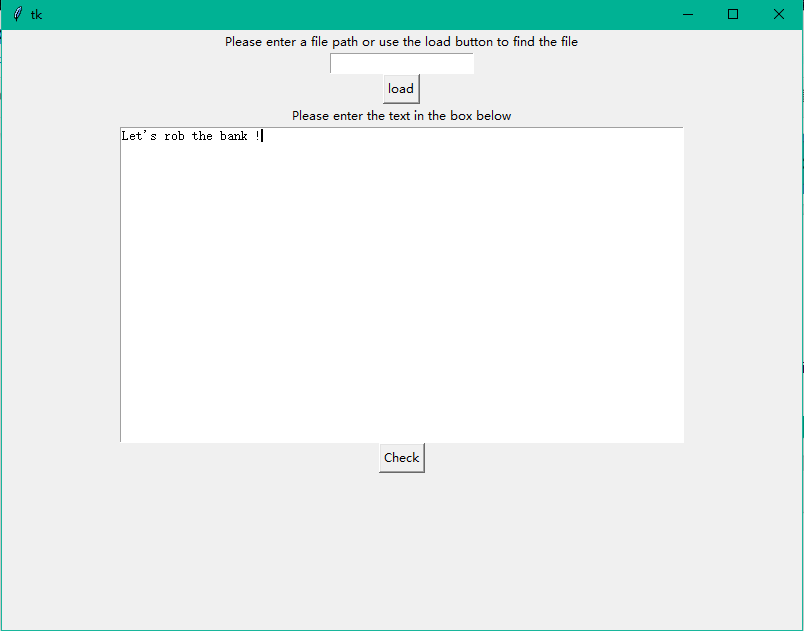 tk
Please enter a file path or use the load button to find the file
load
Please enter the text in the box below
Let's rob the bank !
Check